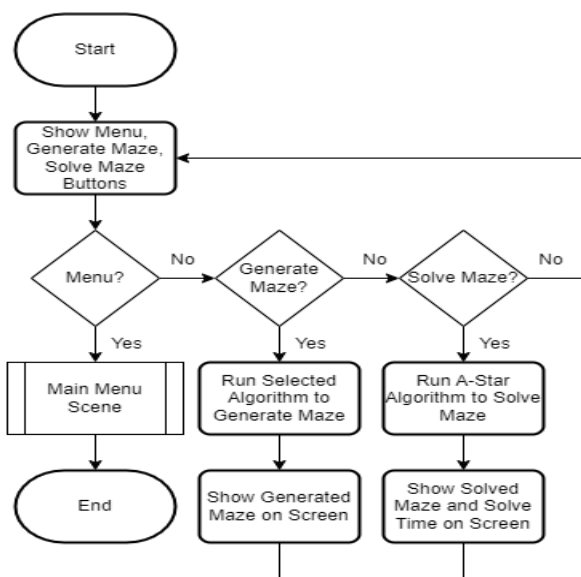 Start
Show Menu,
Generate Maze,
Solve Maze
Buttons
Menu?
No
Generate
Maze?
No
Solve Maze?
No
Yes
Yes
Yes
Main Menu
Scene
Run Selected
Algorithm to
Generate Maze
Run A-Star
Algorithm to Solve
Maze
End
Show Generated
Maze on Screen
Show Solved
Maze and Solve
Time on Screen